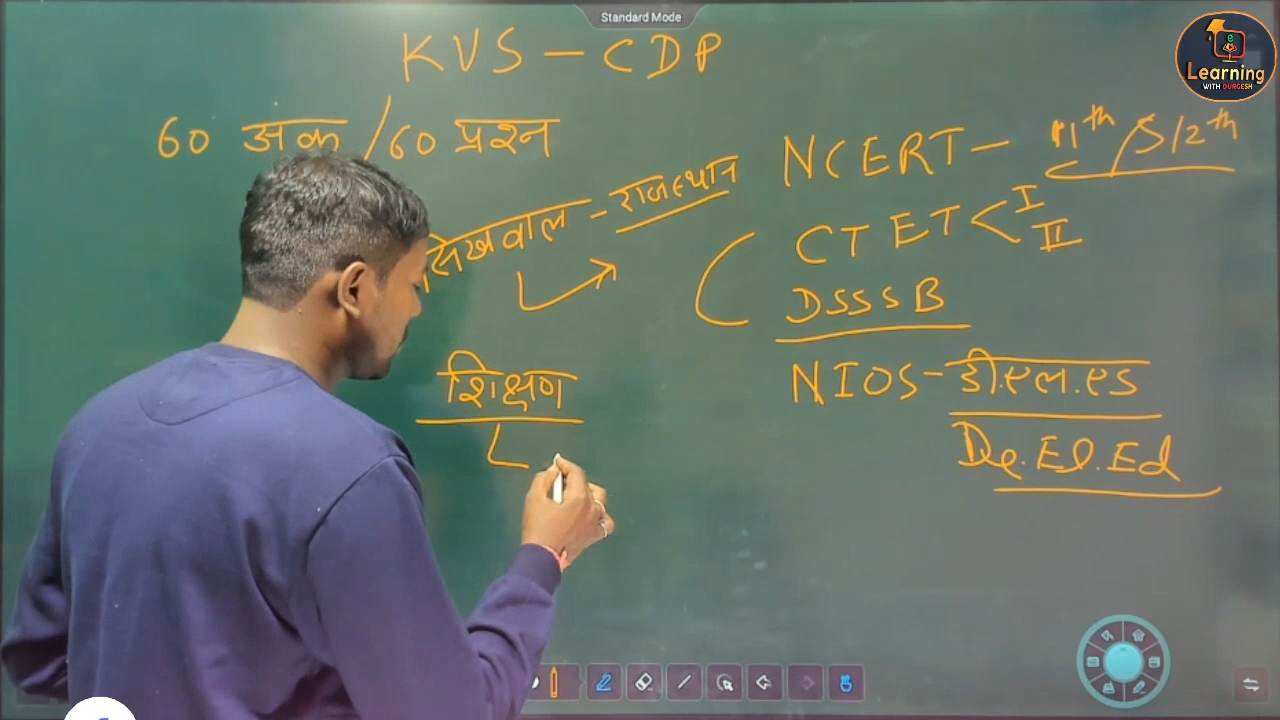 Standard Mode
Learning
WITH DURGESH
KVS - CDP
60 अंक / 60 प्रश्न
NCERT - 11th / 12th
सिखवाल - राजस्थान
CTET < I
II
DSSSB
शिक्षण
NIOS - डी.एल.एड
De.El.Ed